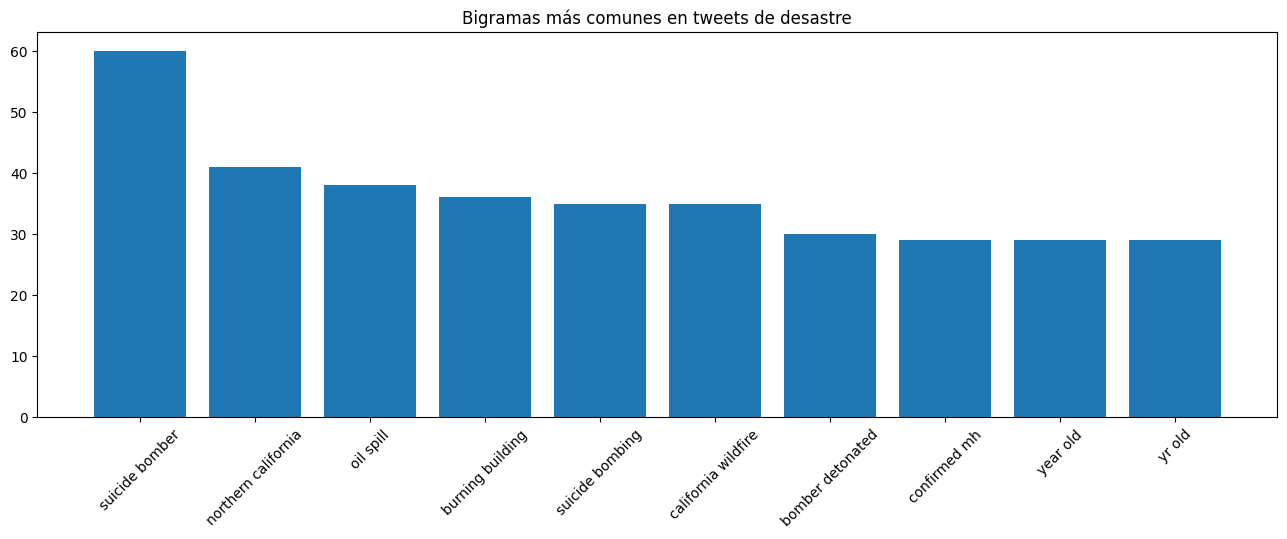 Bigramas más comunes en tweets de desastre
60
50
40
30
20
10
0
suicide bomber
northern california
oil spill
burning building
suicide bombing
california wildfire
bomber detonated
confirmed mh
year old
yr old